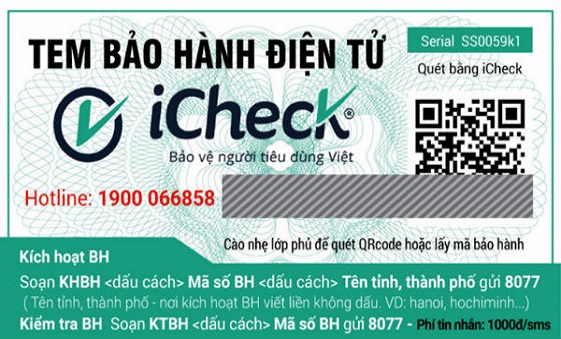 TEM BẢO HÀNH ĐIỆN TỬ
Serial SS0059k1
Quét bằng iCheck
iCheck®
Bảo vệ người tiêu dùng Việt
Hotline: 1900 066858
Cào nhẹ lớp phủ để quét QRcode hoặc lấy mã bảo hành
Kích hoạt BH
Soạn KHBH <dấu cách> Mã số BH <dấu cách> Tên tỉnh, thành phố gửi 8077
( Tên tỉnh, thành phố - nơi kích hoạt BH viết liền không dấu. VD: hanoi, hochiminh...)
Kiểm tra BH Soạn KTBH <dấu cách> Mã số BH gửi 8077 - Phí tin nhắn: 1000đ/sms